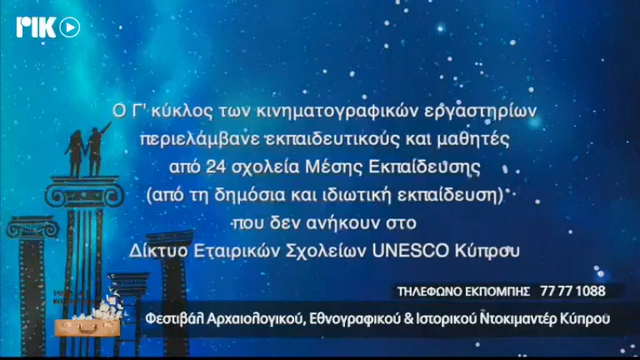 ΡΙΚ
Ο Γ' κύκλος των κινηματογραφικών εργαστηρίων
περιελάμβανε εκπαιδευτικούς και μαθητές
από 24 σχολεία Μέσης Εκπαίδευσης
(από τη δημόσια και ιδιωτική εκπαίδευση)
που δεν ανήκουν στο
Δίκτυο Εταιρικών Σχολείων UNESCO Κύπρου
ΤΗΛΕΦΩΝΟ ΕΚΠΟΜΠΗΣ 77 77 1088
Φεστιβάλ Αρχαιολογικού, Εθνογραφικού & Ιστορικού Ντοκιμαντέρ Κύπρου